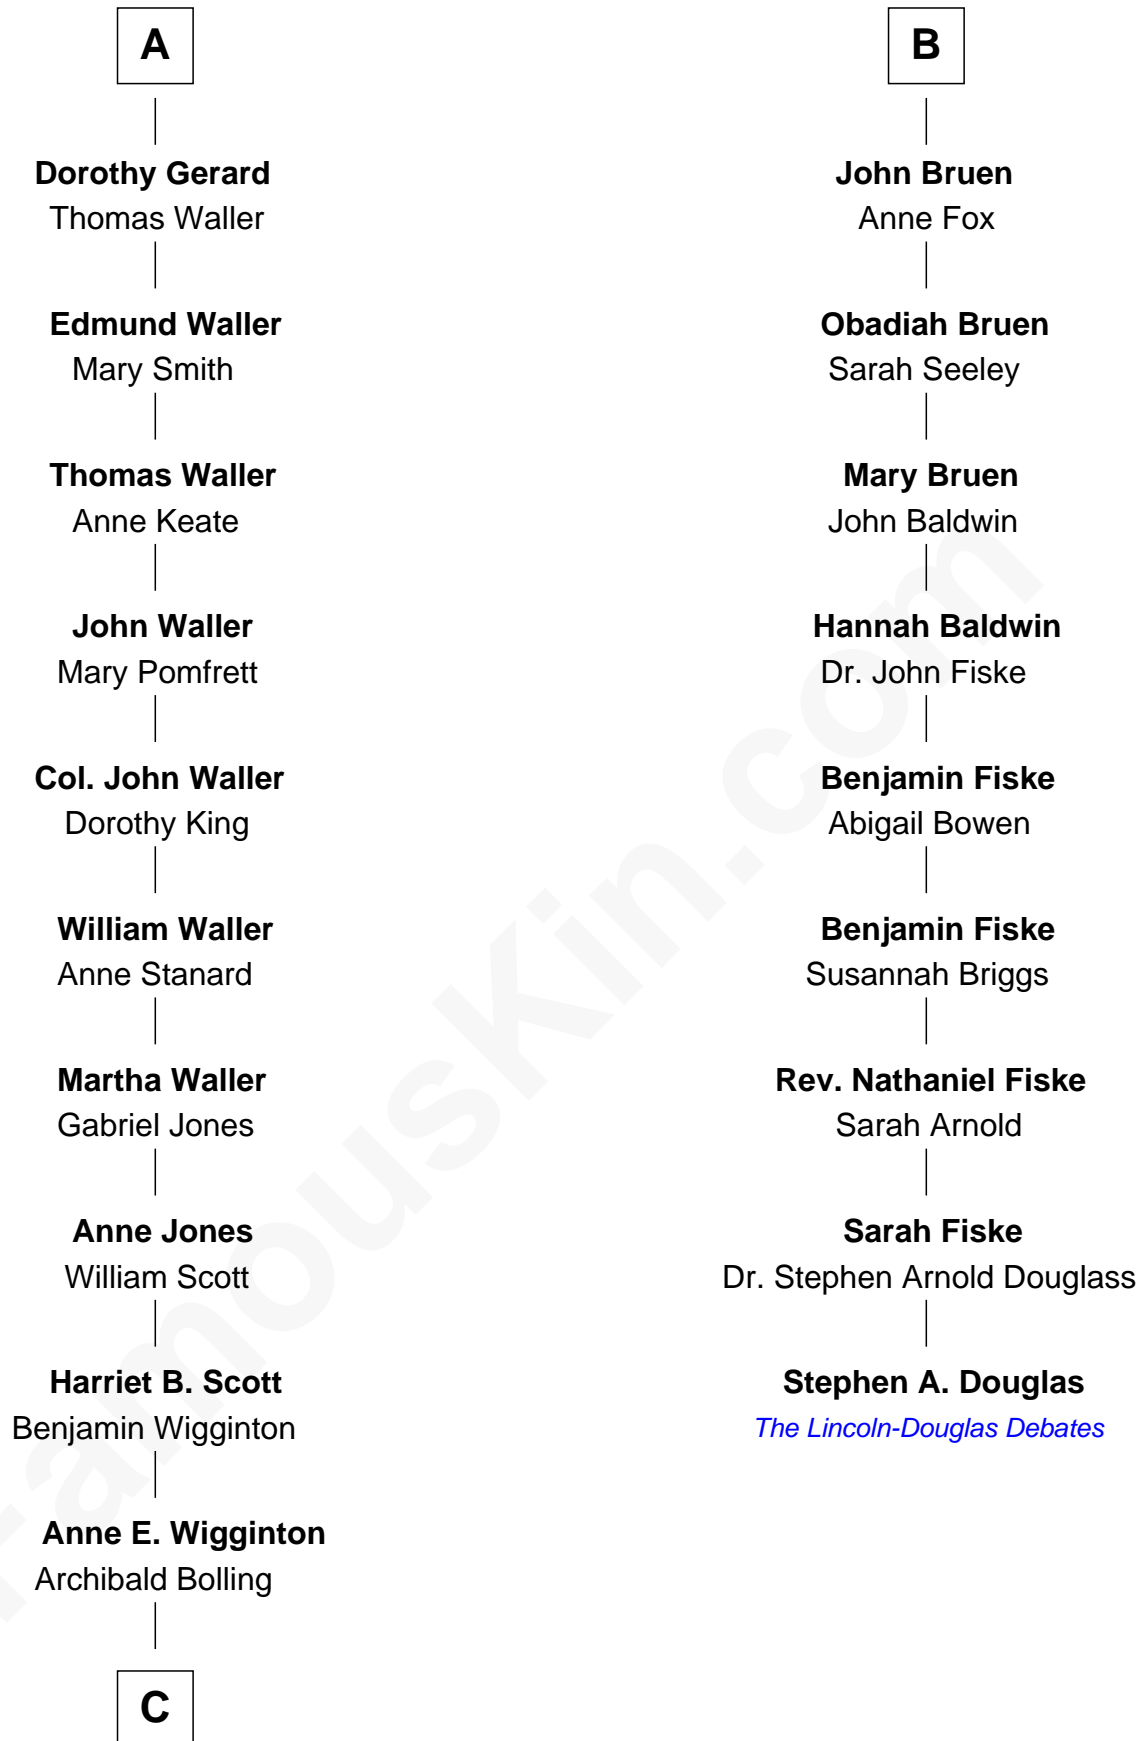 A
Dorothy Gerard
Thomas Waller
Edmund Waller
Mary Smith
Thomas Waller
Anne Keate
John Waller
Mary Pomfrett
Col. John Waller
Dorothy King
William Waller
Anne Stanard
Martha Waller
Gabriel Jones
Anne Jones
William Scott
Harriet B. Scott
Benjamin Wigginton
Anne E. Wigginton
Archibald Bolling
C
B
John Bruen
Anne Fox
Obadiah Bruen
Sarah Seeley
Mary Bruen
John Baldwin
Hannah Baldwin
Dr. John Fiske
Benjamin Fiske
Abigail Bowen
Benjamin Fiske
Susannah Briggs
Rev. Nathaniel Fiske
Sarah Arnold
Sarah Fiske
Dr. Stephen Arnold Douglass
Stephen A. Douglas
The Lincoln-Douglas Debates
FamousKin.com